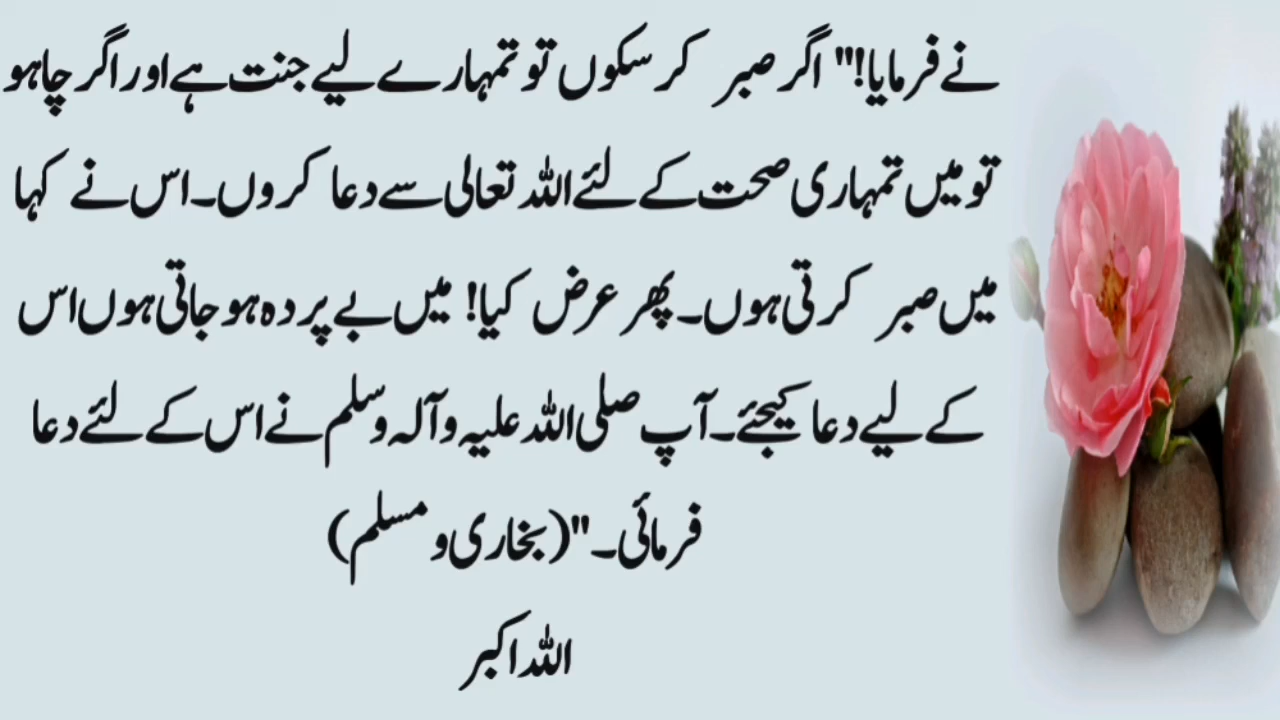 نے فرمایا!" اگر صبر کر سکوں تو تمہارے لیے جنت ہے اور اگر چاہو
تو میں تمہاری صحت کے لئے اللہ تعالی سے دعا کروں۔ اس نے کہا
میں صبر کرتی ہوں۔ پھر عرض کیا! میں بے پردہ ہو جاتی ہوں اس
کے لیے دعا کیجئے۔ آپ صلی اللہ علیہ وآلہ وسلم نے اس کے لئے دعا
فرمائی۔" (بخاری و مسلم)
اللہ اکبر